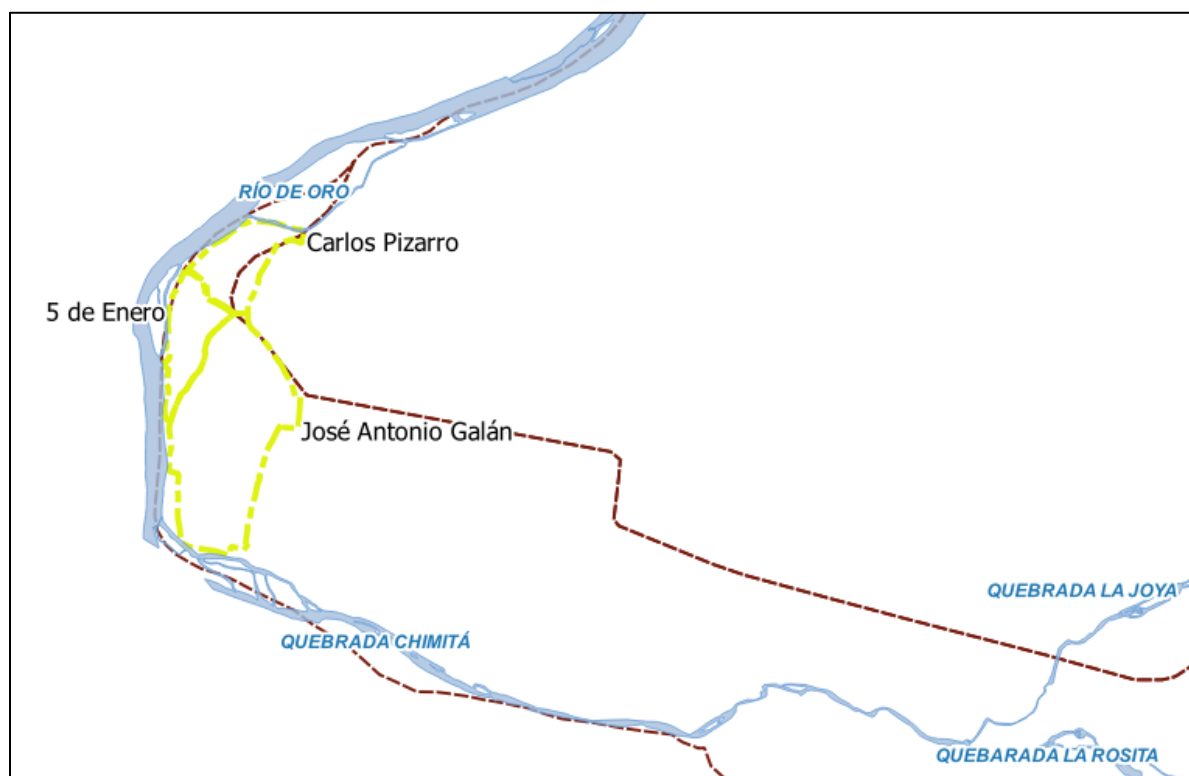 RÍO DE ORO
Carlos Pizarro
5 de Enero
José Antonio Galán
QUEBRADA LA JOYA
QUEBRADA CHIMITÁ
QUEBARADA LA ROSITA